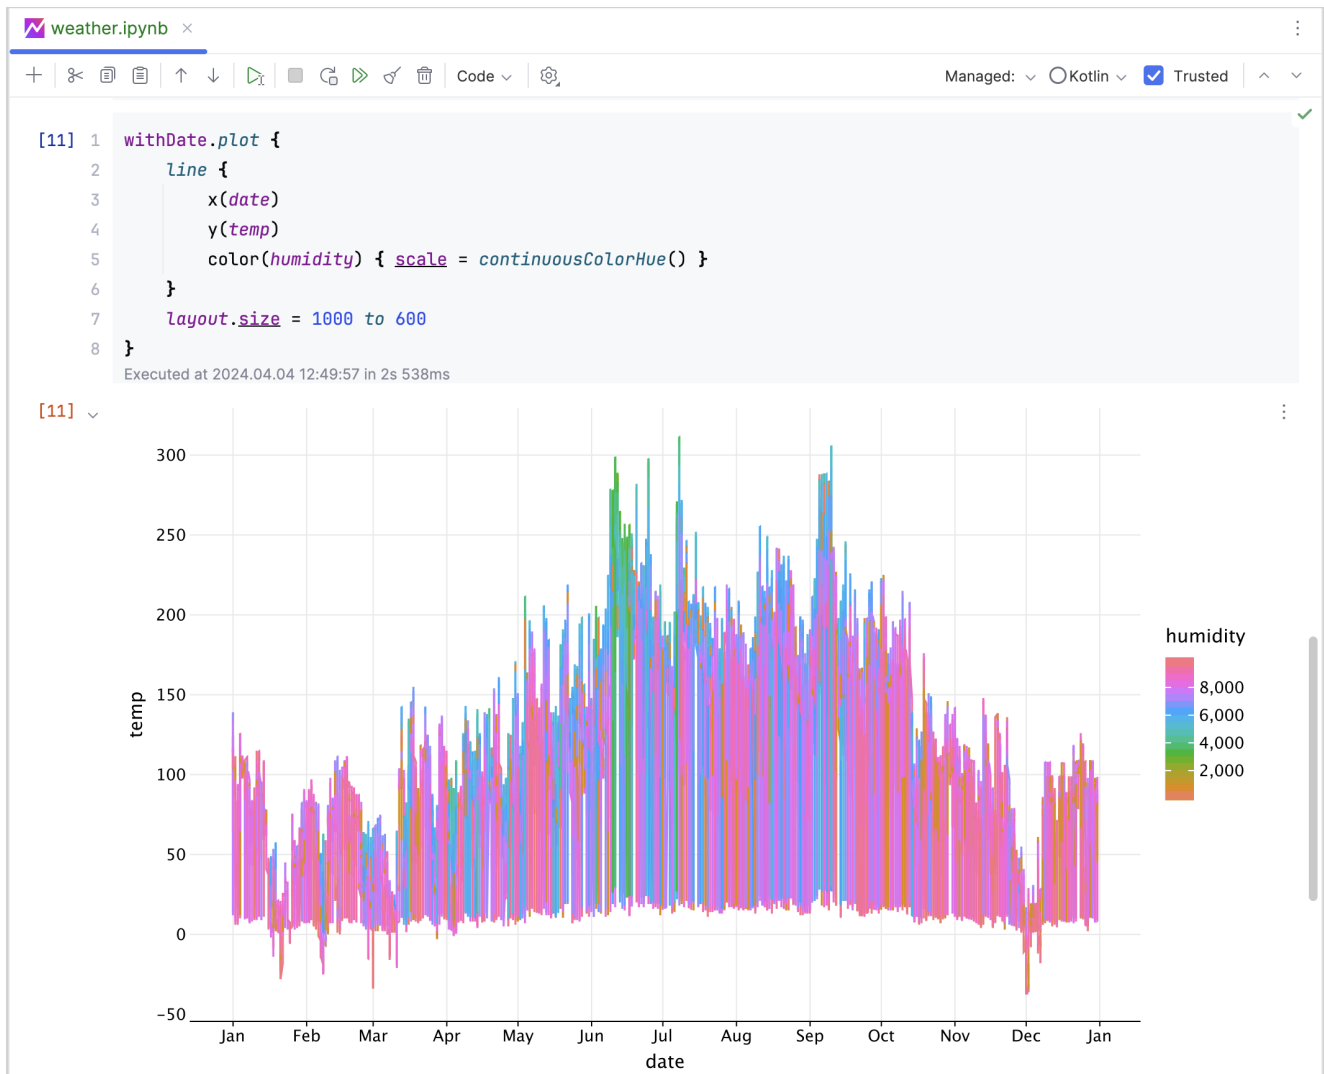 weather.ipynb
Code
Managed: Kotlin Trusted
[11] 1 withDate.plot {
2 line {
3 x(date)
4 y(temp)
5 color(humidity) { scale = continuousColorHue() }
6 }
7 layout.size = 1000 to 600
8 }
Executed at 2024.04.04 12:49:57 in 2s 538ms
[11]
300
250
200
150
100
50
0
−50
temp
Jan Feb Mar Apr May Jun Jul Aug Sep Oct Nov Dec Jan
date
humidity
8,000
6,000
4,000
2,000